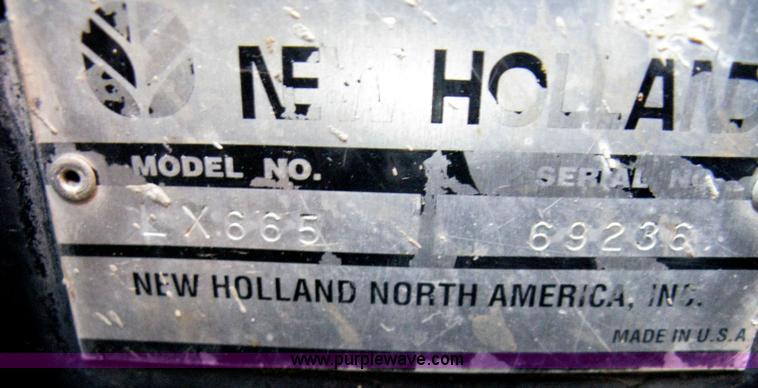 NEW HOLLAND
MODEL NO. SERIAL NO.
LX665 69236
NEW HOLLAND NORTH AMERICA, INC.
MADE IN U.S.A
www.purplewave.com